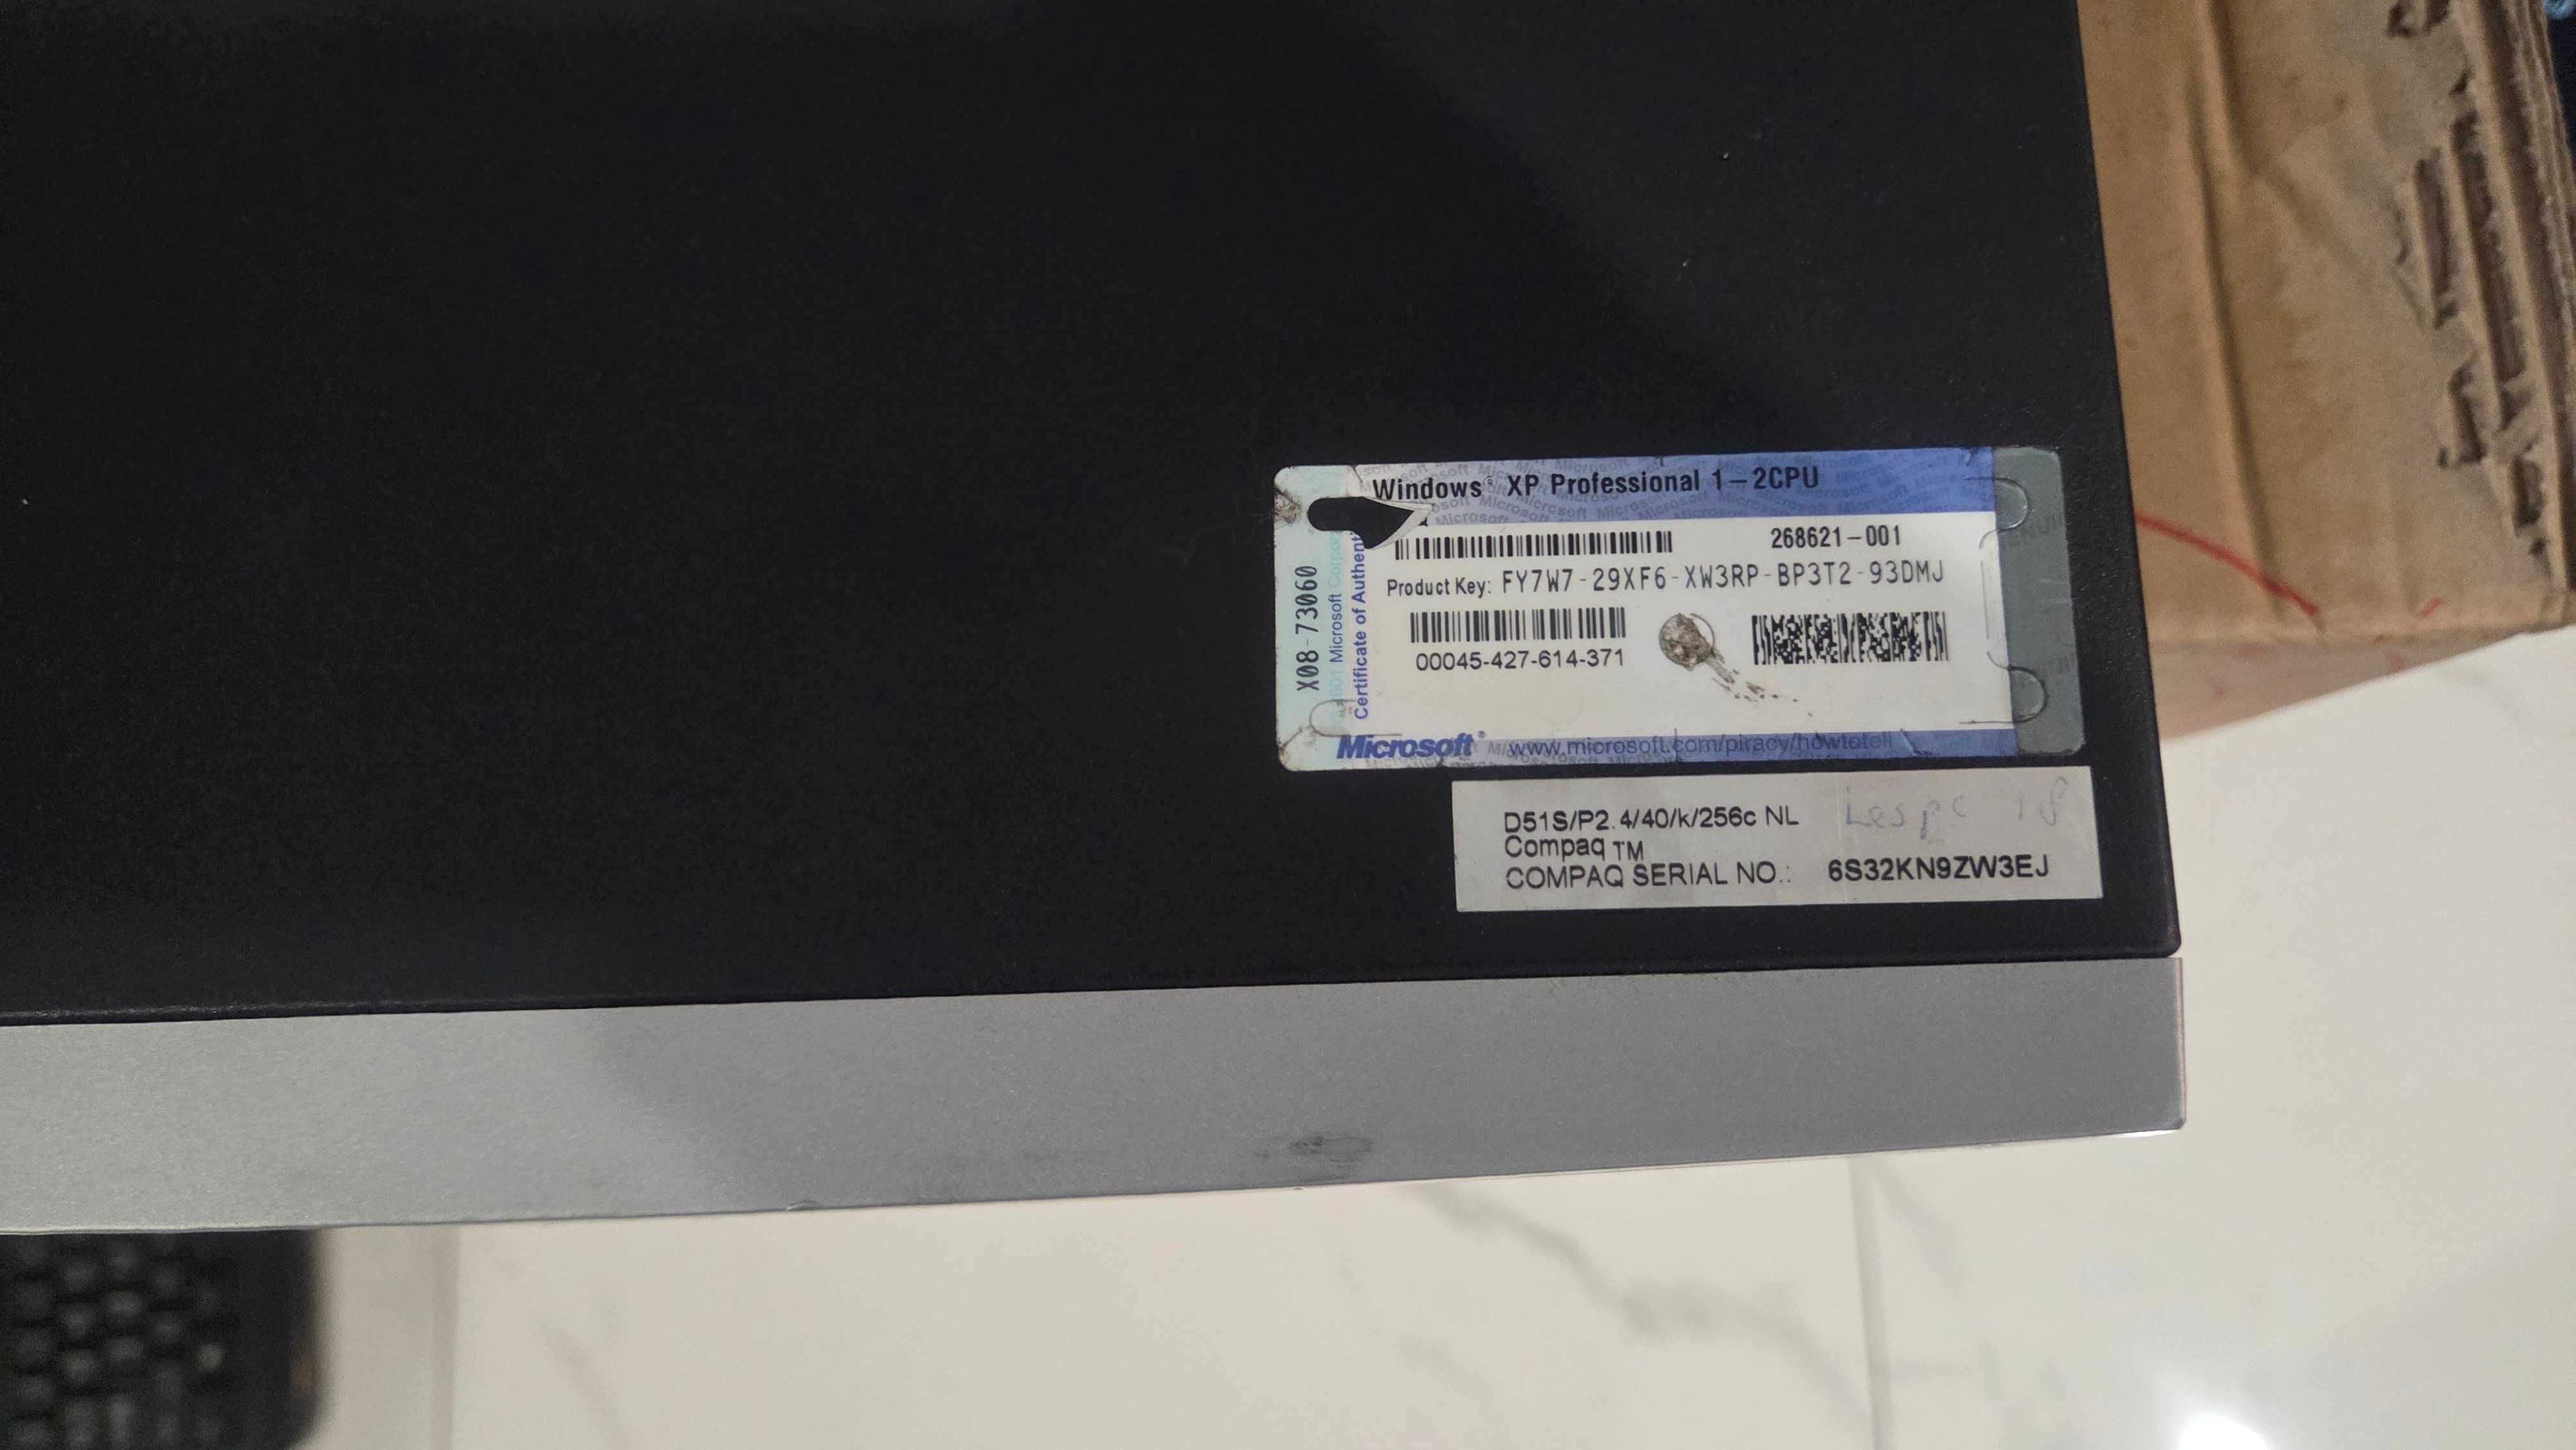 Windows® XP Professional 1-2CPU
268621-001
Product Key: FY7W7-29XF6-XW3RP-BP3T2-93DMJ
00045-427-614-371
X08-73060
Microsoft
Certificate of Authent
Microsoft®
www.microsoft.com/piracy/howtotell
D51S/P2.4/40/k/256c NL
Compaq TM
COMPAQ SERIAL NO.: 6S32KN9ZW3EJ